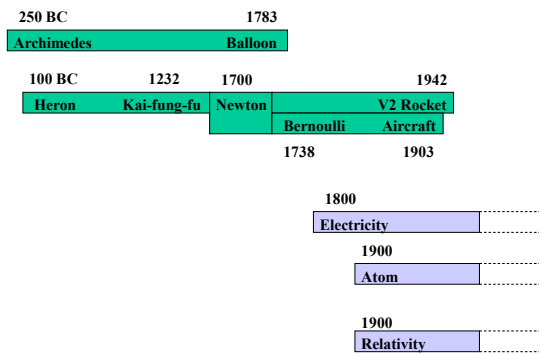 250 BC 1783
Archimedes Balloon
100 BC 1232 1700 1942
Heron Kai-fung-fu Newton V2 Rocket
Bernoulli Aircraft
1738 1903
1800
Electricity
1900
Atom
1900
Relativity